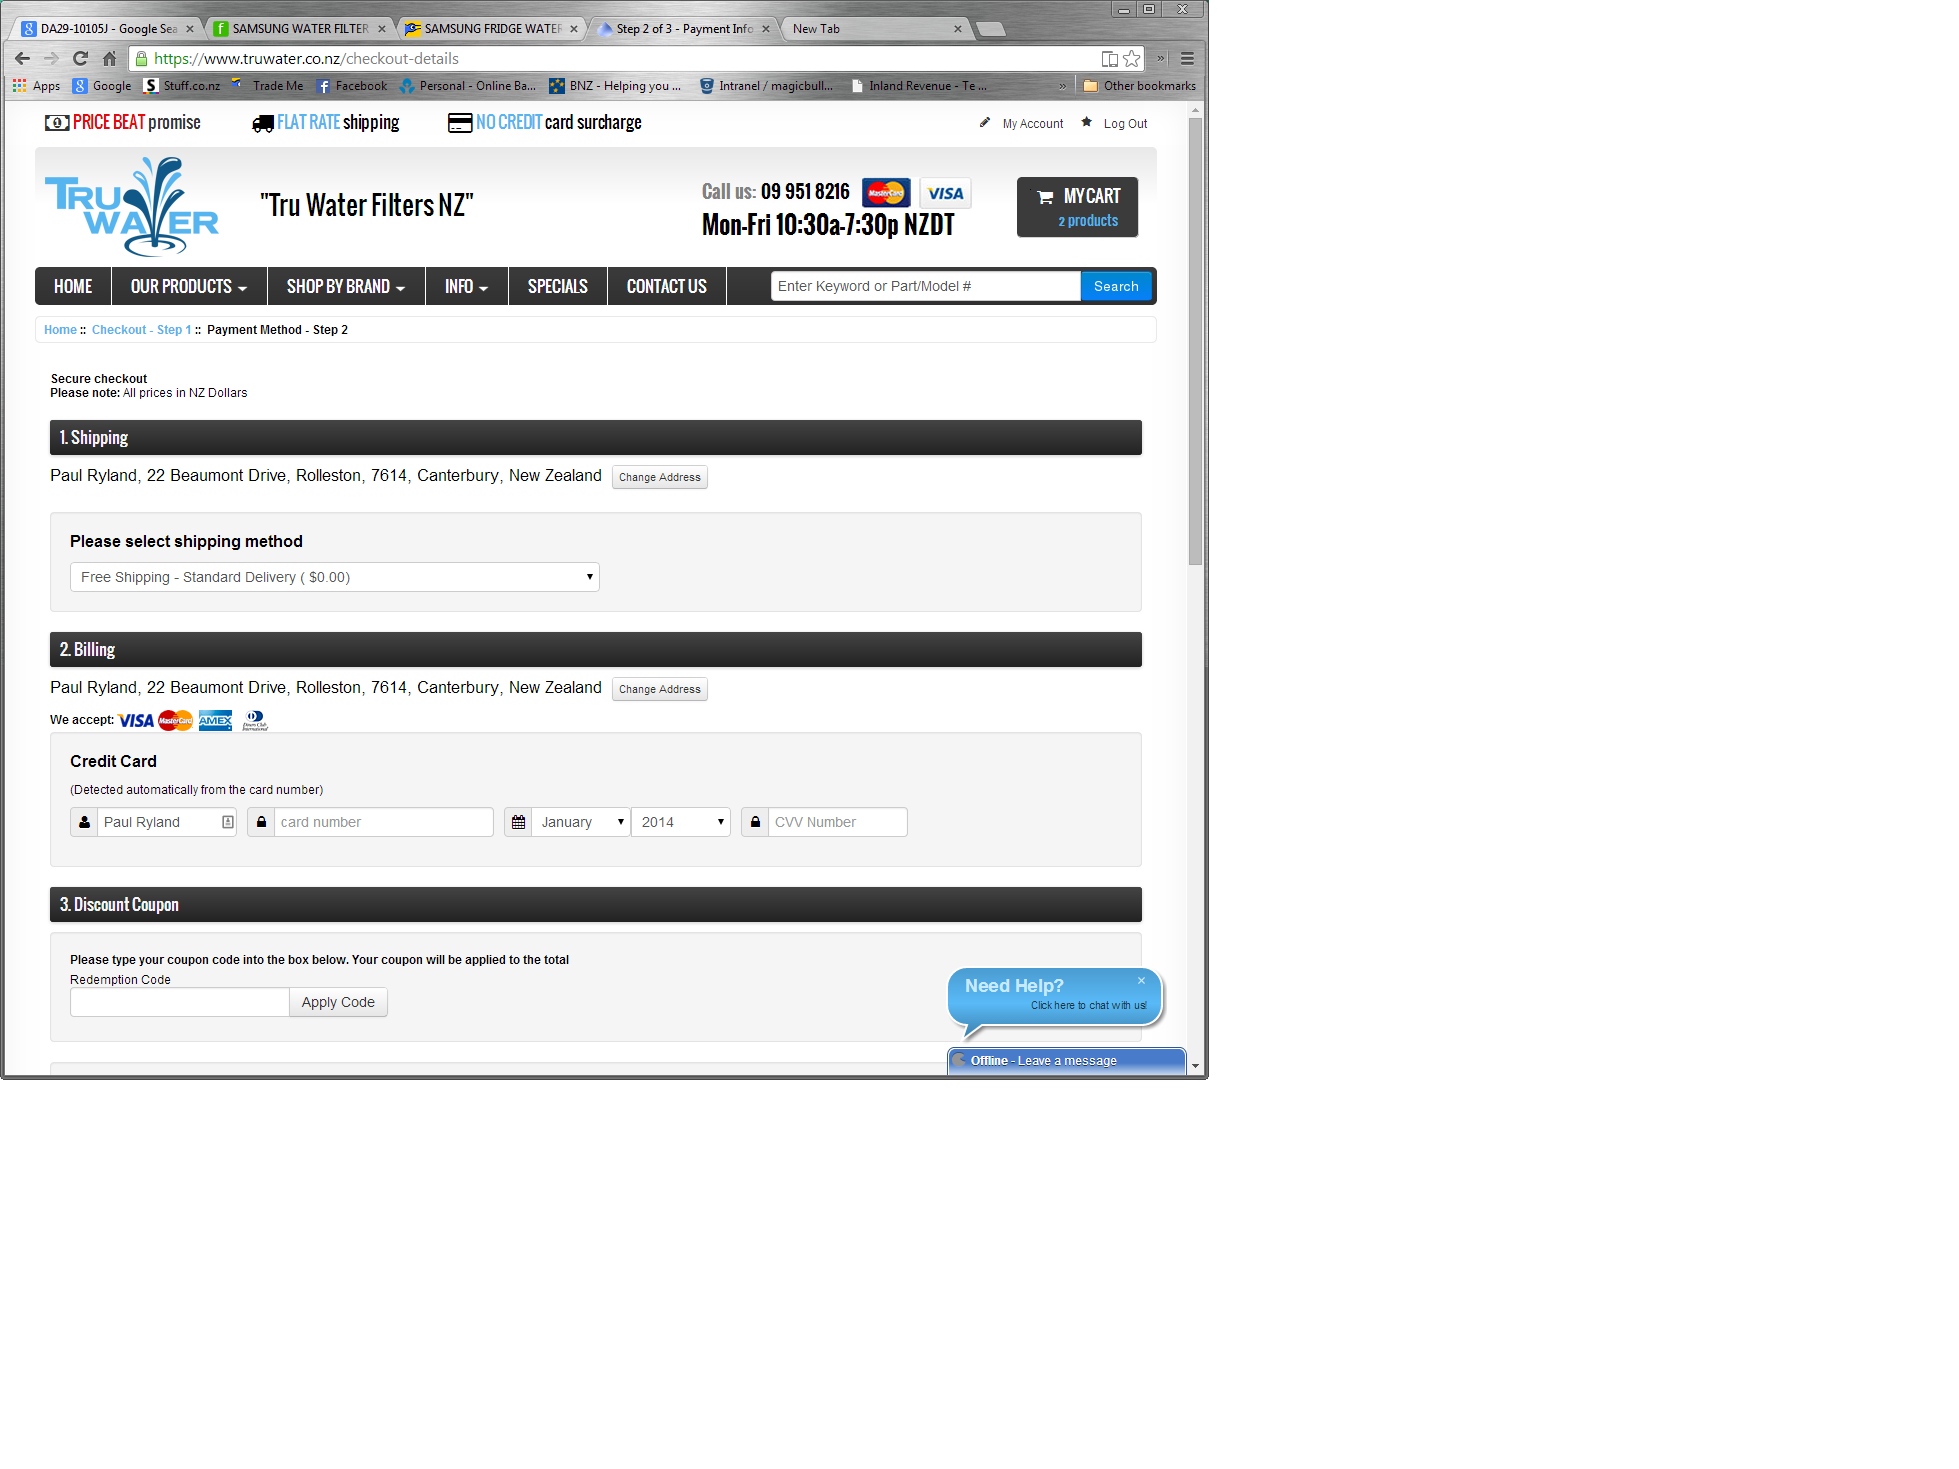 DA29-10105J - Google Sea
SAMSUNG WATER FILTER
SAMSUNG FRIDGE WATER
Step 2 of 3 - Payment Info
New Tab
https://www.truwater.co.nz/checkout-details
Apps
Google
Stuff.co.nz
Trade Me
Facebook
Personal - Online Ba...
BNZ - Helping you ...
Intranel / magicbull...
Inland Revenue - Te ...
Other bookmarks
PRICE BEAT promise
FLAT RATE shipping
NO CREDIT card surcharge
My Account
Log Out
TRU WATER
"Tru Water Filters NZ"
Call us: 09 951 8216
MasterCard
VISA
Mon-Fri 10:30a-7:30p NZDT
MY CART
2 products
HOME
OUR PRODUCTS
SHOP BY BRAND
INFO
SPECIALS
CONTACT US
Enter Keyword or Part/Model #
Search
Home :: Checkout - Step 1 :: Payment Method - Step 2
Secure checkout
Please note: All prices in NZ Dollars
1. Shipping
Paul Ryland, 22 Beaumont Drive, Rolleston, 7614, Canterbury, New Zealand
Change Address
Please select shipping method
Free Shipping - Standard Delivery ( $0.00)
2. Billing
Paul Ryland, 22 Beaumont Drive, Rolleston, 7614, Canterbury, New Zealand
Change Address
We accept: VISA MasterCard AMEX Diners Club International
Credit Card
(Detected automatically from the card number)
Paul Ryland
card number
January
2014
CVV Number
3. Discount Coupon
Please type your coupon code into the box below. Your coupon will be applied to the total
Redemption Code
Apply Code
Need Help?
Click here to chat with us!
Offline - Leave a message